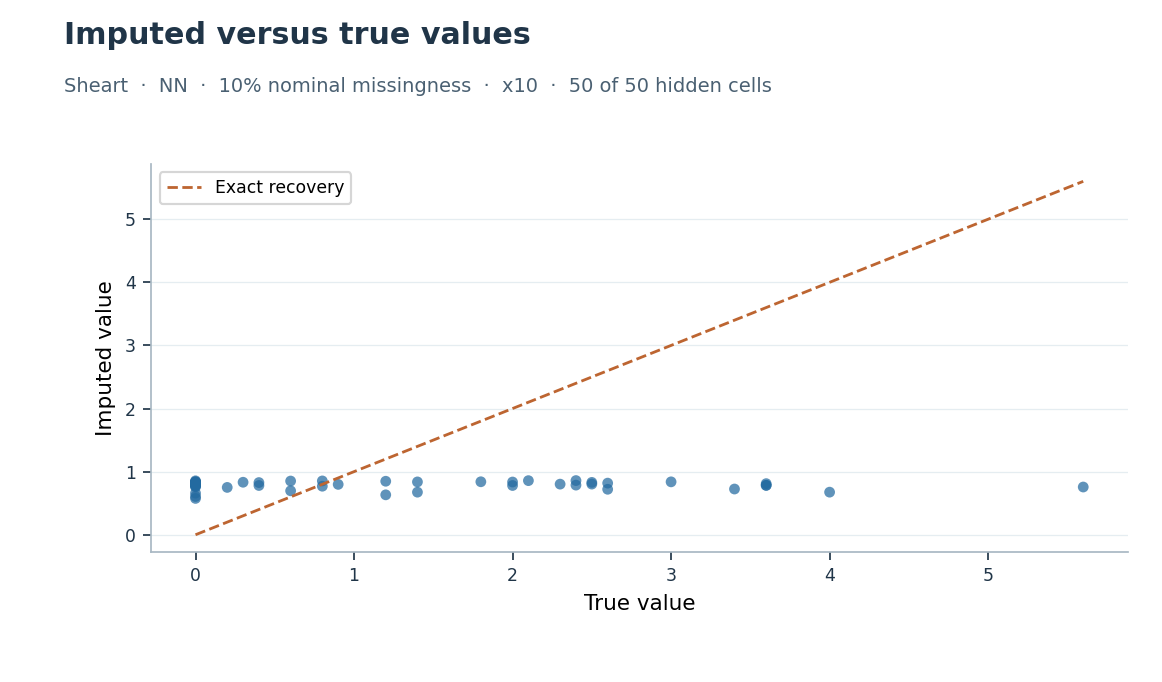 Imputed versus true values
Sheart · NN · 10% nominal missingness · x10 · 50 of 50 hidden cells
Exact recovery
Imputed value
5
4
3
2
1
0
0 1 2 3 4 5
True value